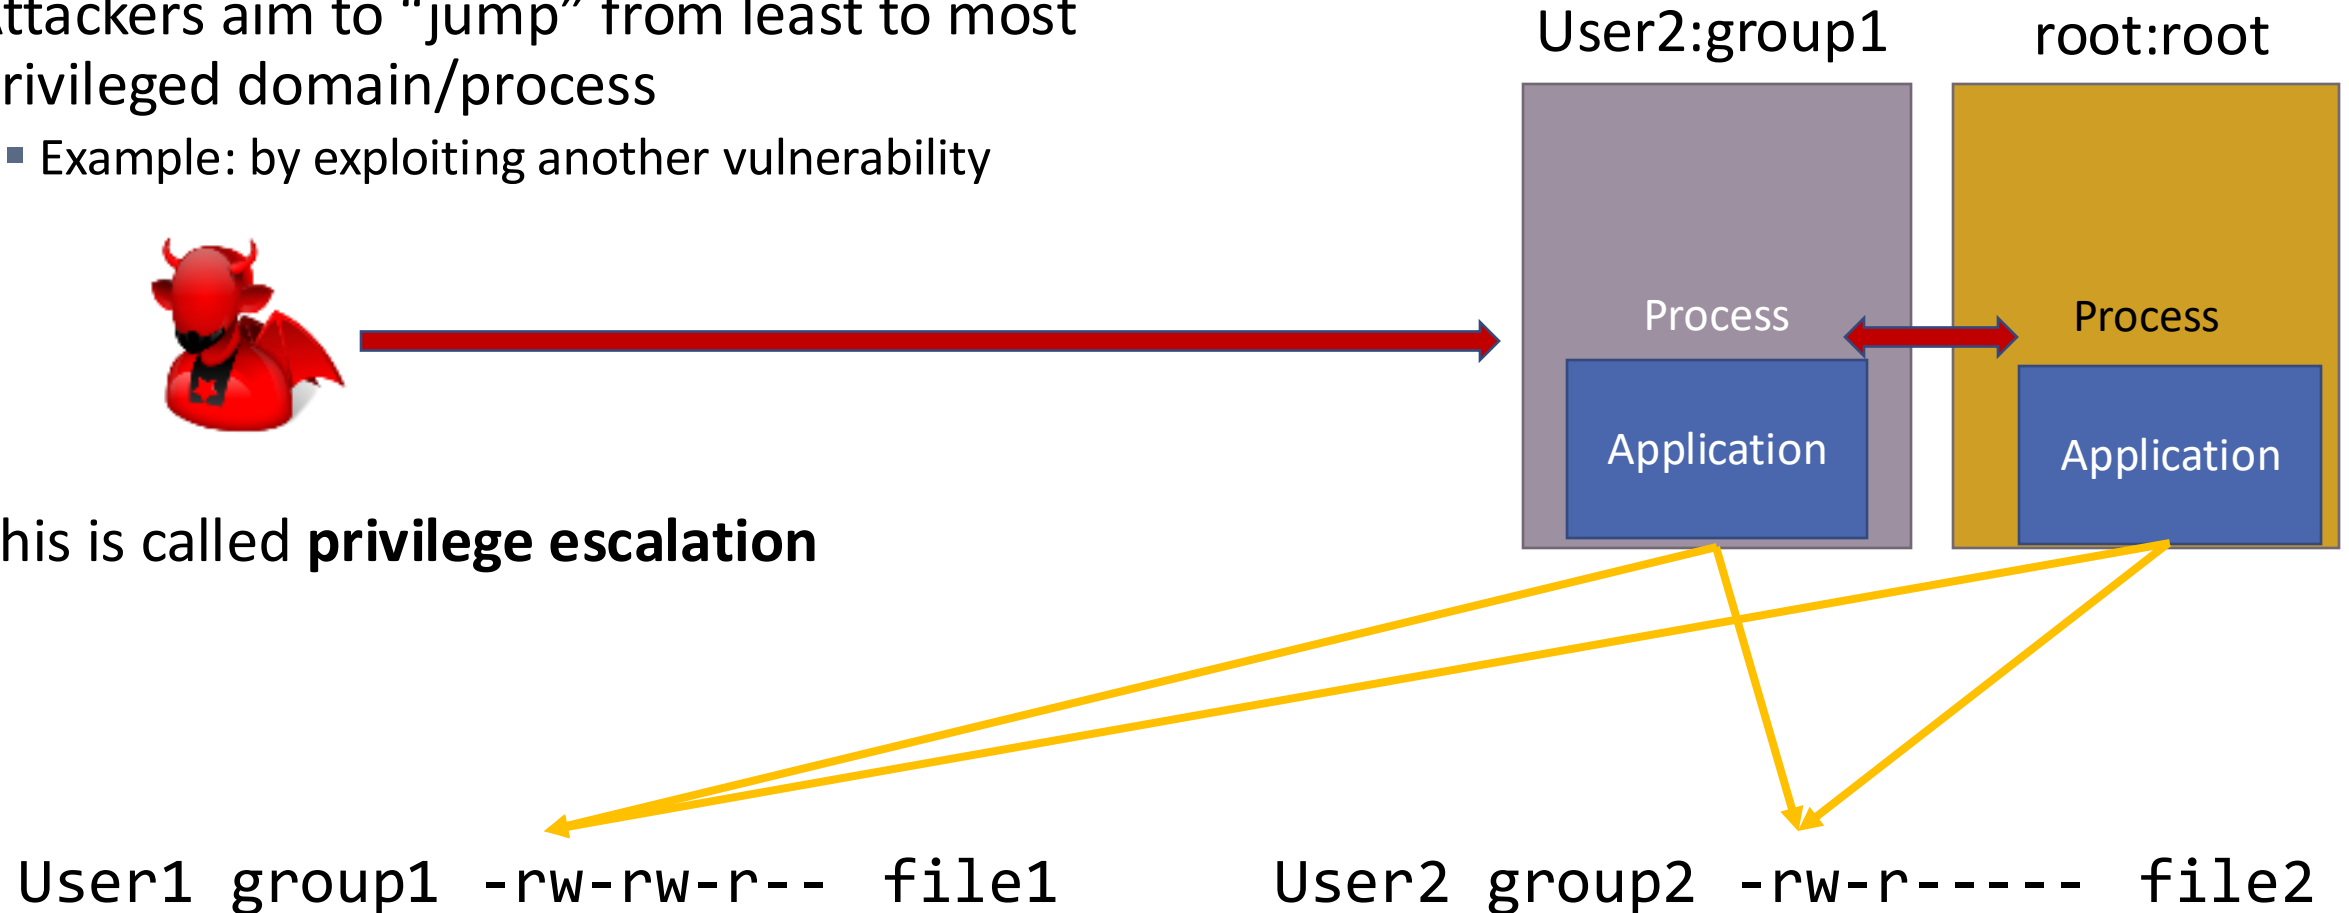 ttackers aim to “jump” from least to most
rivileged domain/process
▪ Example: by exploiting another vulnerability
User2:group1
root:root
Process
Process
Application
Application
his is called privilege escalation
User1 group1 -rw-rw-r-- file1
User2 group2 -rw-r----- file2